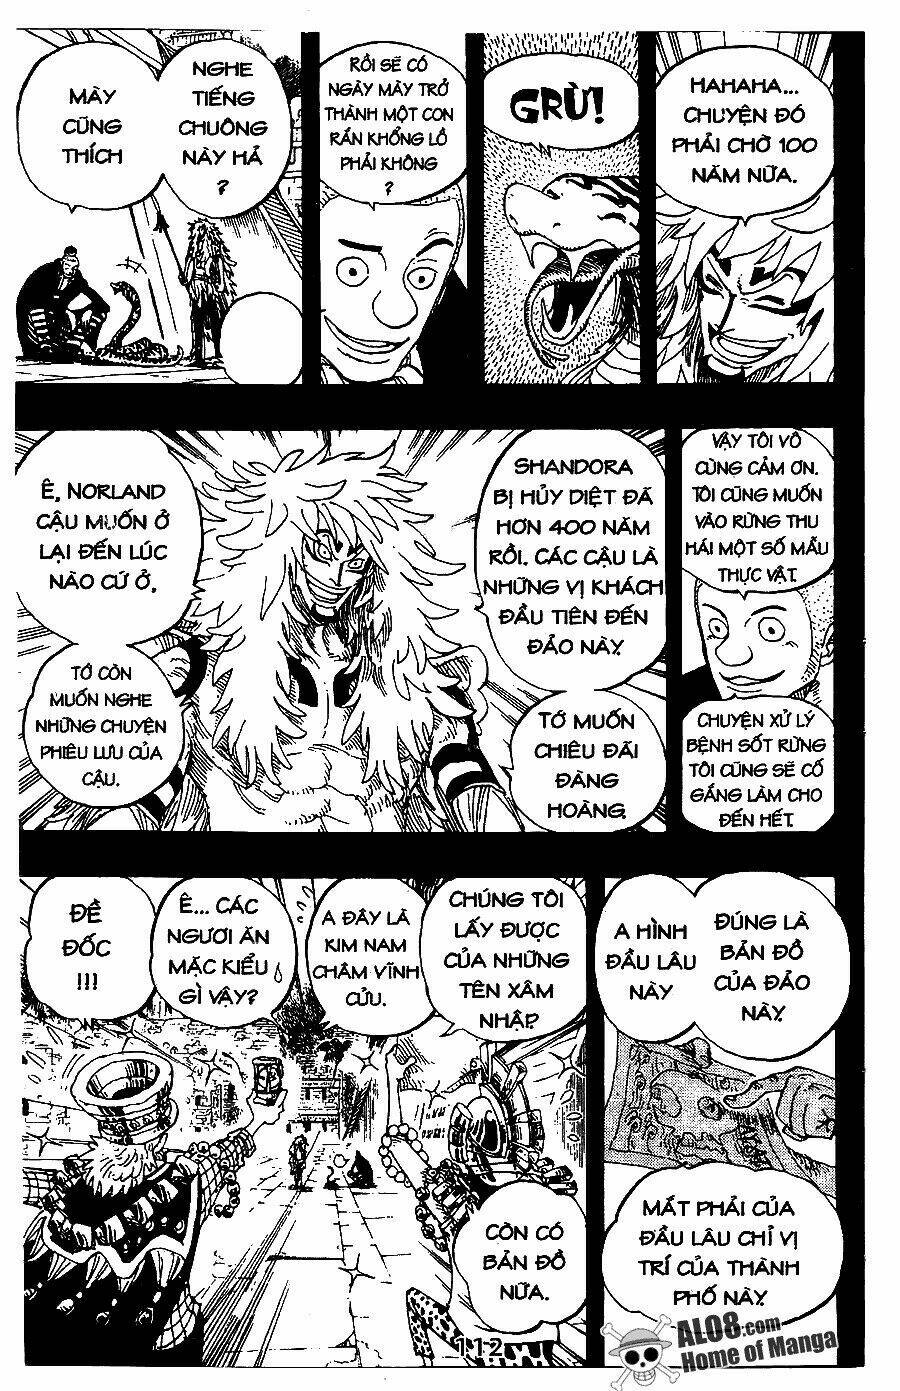 MÀY
CŨNG
THÍCH
NGHE
TIẾNG
CHUÔNG
NÀY HẢ
?
RỒI SẼ CÓ
NGÀY MÀY TRỞ
THÀNH MỘT CON
RẮN KHỔNG LỒ
PHẢI KHÔNG
?
GRỪ!
HAHAHA...
CHUYỆN ĐÓ
PHẢI CHỜ 100
NĂM NỮA.
Ê, NORLAND
CẬU MUỐN Ở
LẠI ĐẾN LÚC
NÀO CỨ Ở.
TỚ CÒN
MUỐN NGHE
NHỮNG CHUYỆN
PHIÊU LƯU CỦA
CẬU.
SHANDORA
BỊ HỦY DIỆT ĐÃ
HƠN 400 NĂM
RỒI. CÁC CẬU LÀ
NHỮNG VỊ KHÁCH
ĐẦU TIÊN ĐẾN
ĐẢO NÀY.
TỚ MUỐN
CHIÊU ĐÃI
ĐÀNG
HOÀNG.
VẬY TÔI VÔ
CÙNG CẢM ƠN.
TÔI CŨNG MUỐN
VÀO RỪNG THU
HÁI MỘT SỐ MẪU
THỰC VẬT.
CHUYỆN XỬ LÝ
BỆNH SỐT RỪNG
TÔI CŨNG SẼ CỐ
GẮNG LÀM CHO
ĐẾN HẾT.
ĐỀ
ĐỐC
!!!
Ê... CÁC
NGƯƠI ĂN
MẶC KIỂU
GÌ VẬY?
A ĐÂY LÀ
KIM NAM
CHÂM VĨNH
CỬU.
CHÚNG TÔI
LẤY ĐƯỢC
CỦA NHỮNG
TÊN XÂM
NHẬP.
CÒN CÓ
BẢN ĐỒ
NỮA.
A HÌNH
ĐẦU LÂU
NÀY
ĐÚNG LÀ
BẢN ĐỒ
CỦA ĐẢO
NÀY.
MẮT PHẢI CỦA
ĐẦU LÂU CHỈ VỊ
TRÍ CỦA THÀNH
PHỐ NÀY.
112
ALO8.com
Home of Manga